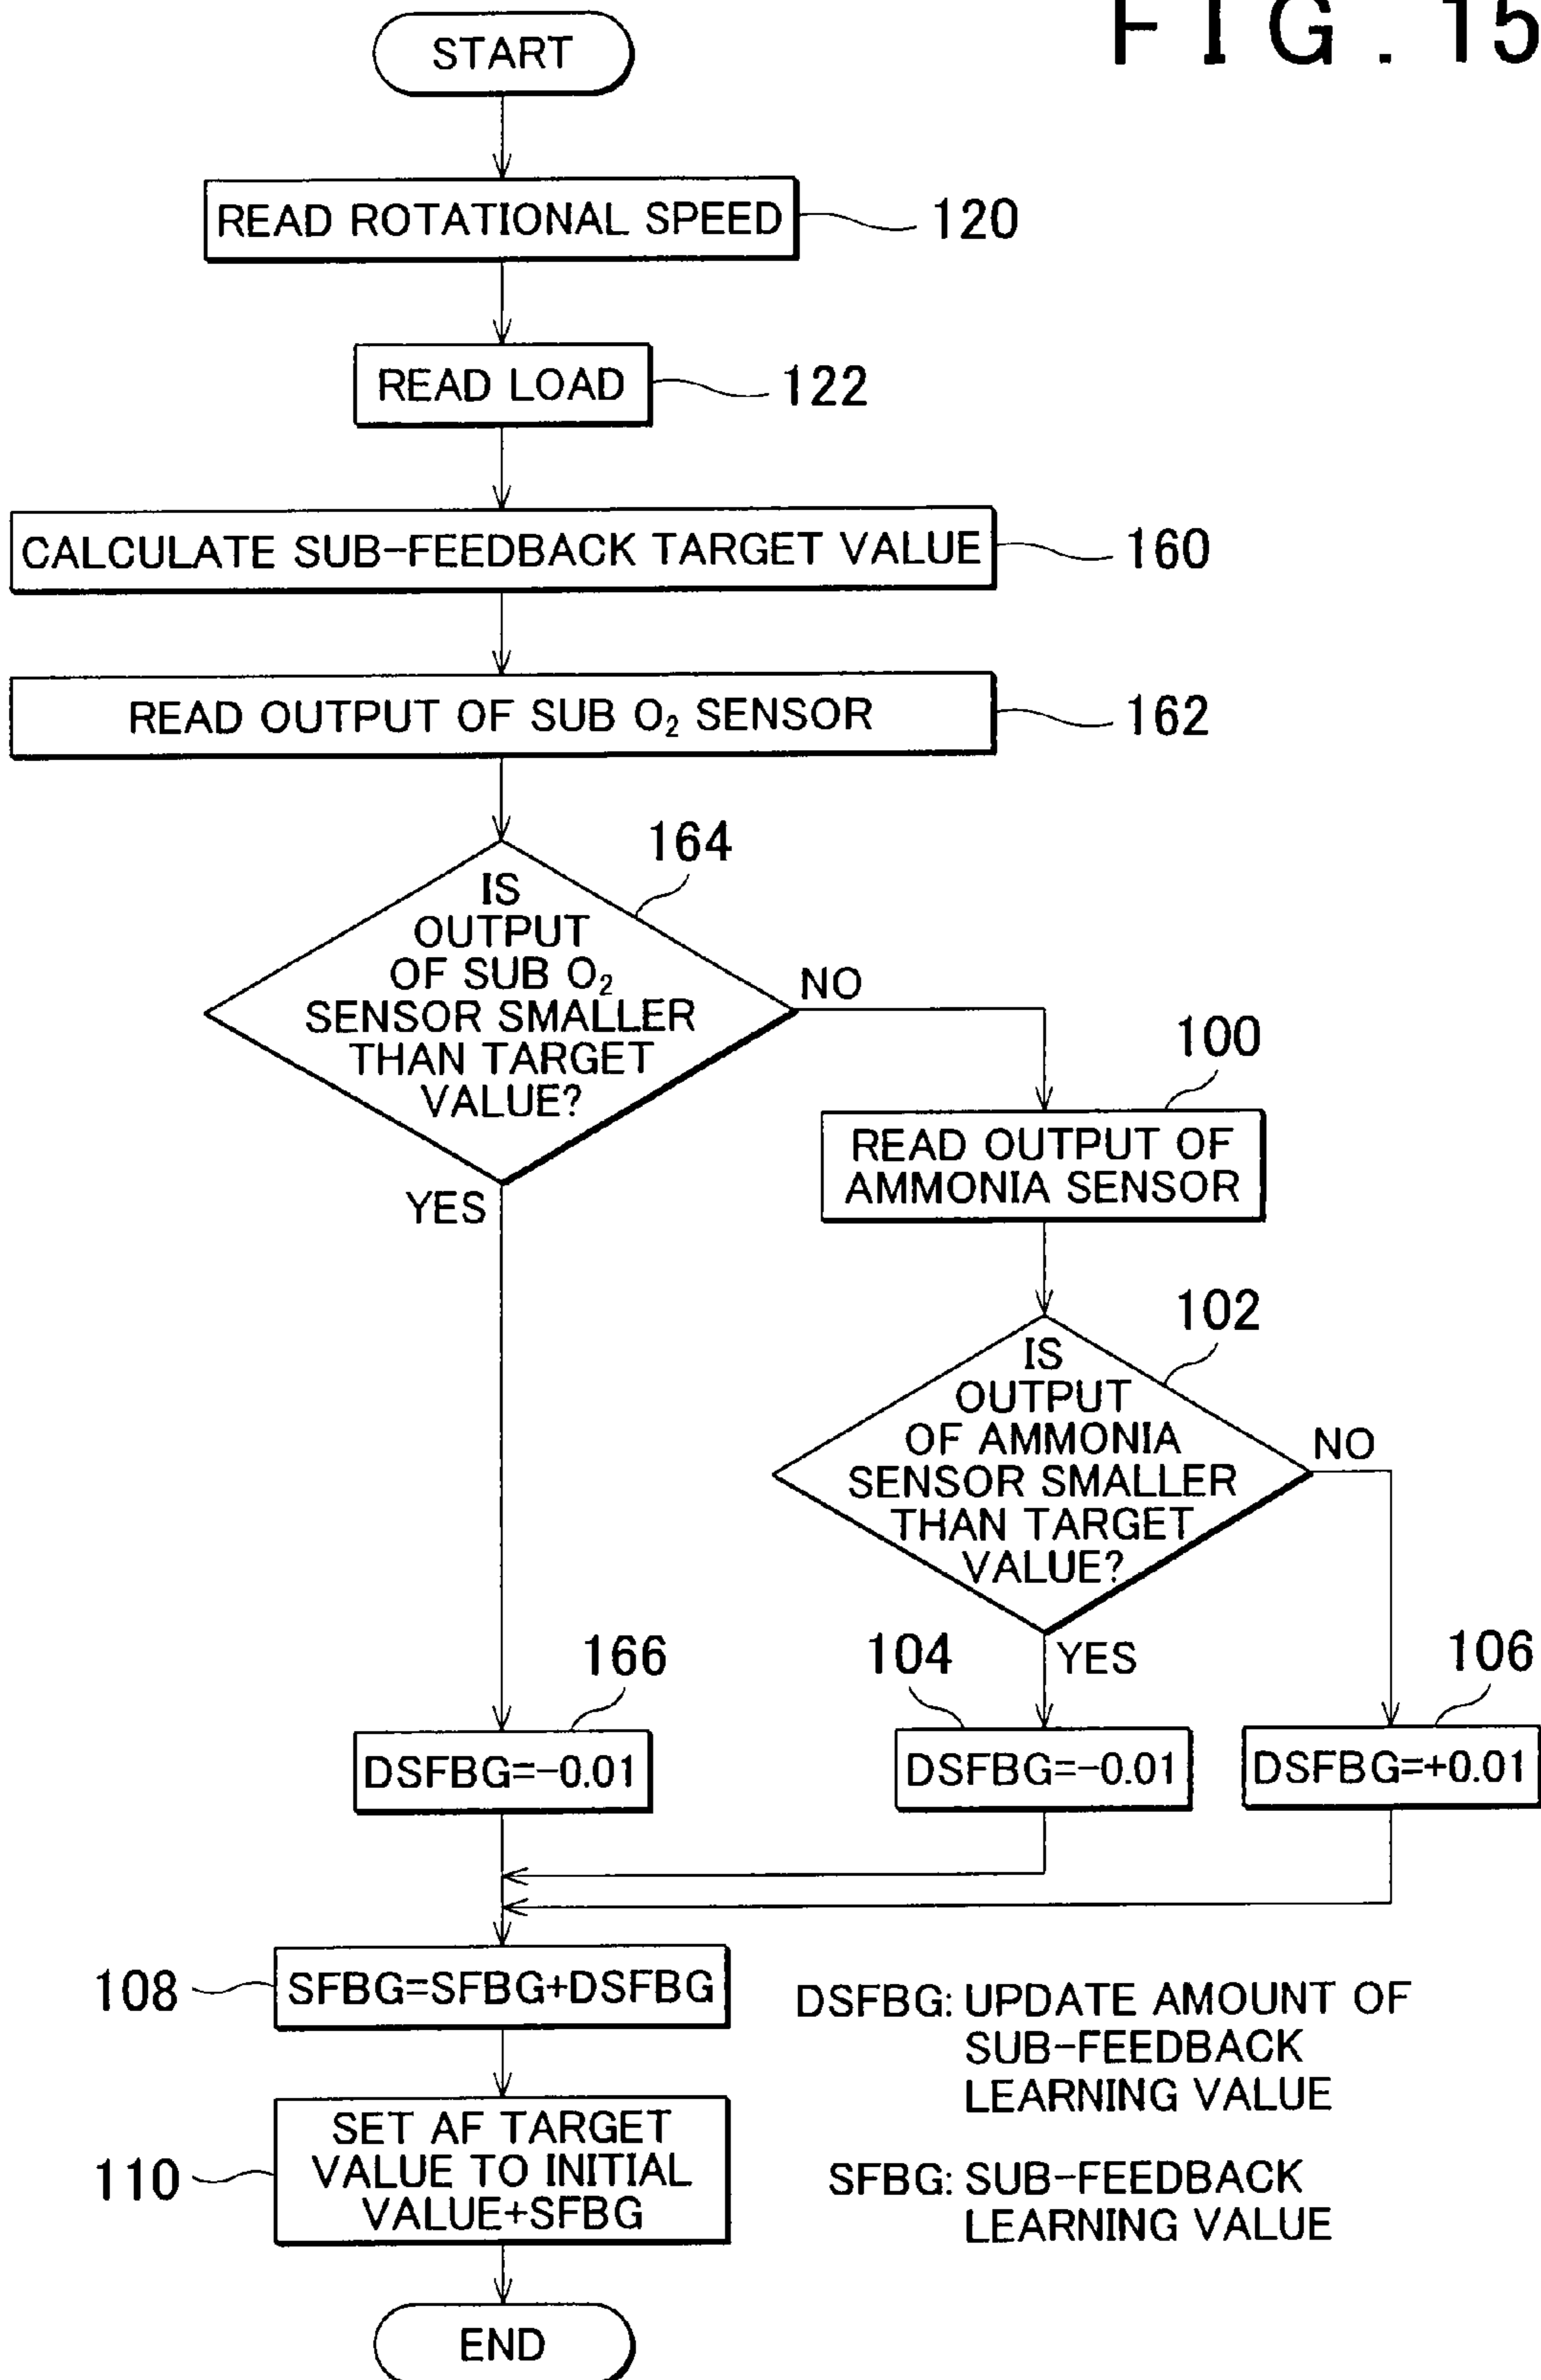 FIG. 15
START
READ ROTATIONAL SPEED
120
READ LOAD
122
CALCULATE SUB-FEEDBACK TARGET VALUE
160
READ OUTPUT OF SUB O₂ SENSOR
162
164
IS
OUTPUT
OF SUB O₂
SENSOR SMALLER
THAN TARGET
VALUE?
NO
YES
100
READ OUTPUT OF
AMMONIA SENSOR
102
IS
OUTPUT
OF AMMONIA
SENSOR SMALLER
THAN TARGET
VALUE?
NO
YES
166
DSFBG=-0.01
104
DSFBG=-0.01
106
DSFBG=+0.01
108
SFBG=SFBG+DSFBG
DSFBG: UPDATE AMOUNT OF
SUB-FEEDBACK
LEARNING VALUE
110
SET AF TARGET
VALUE TO INITIAL
VALUE+SFBG
SFBG: SUB-FEEDBACK
LEARNING VALUE
END